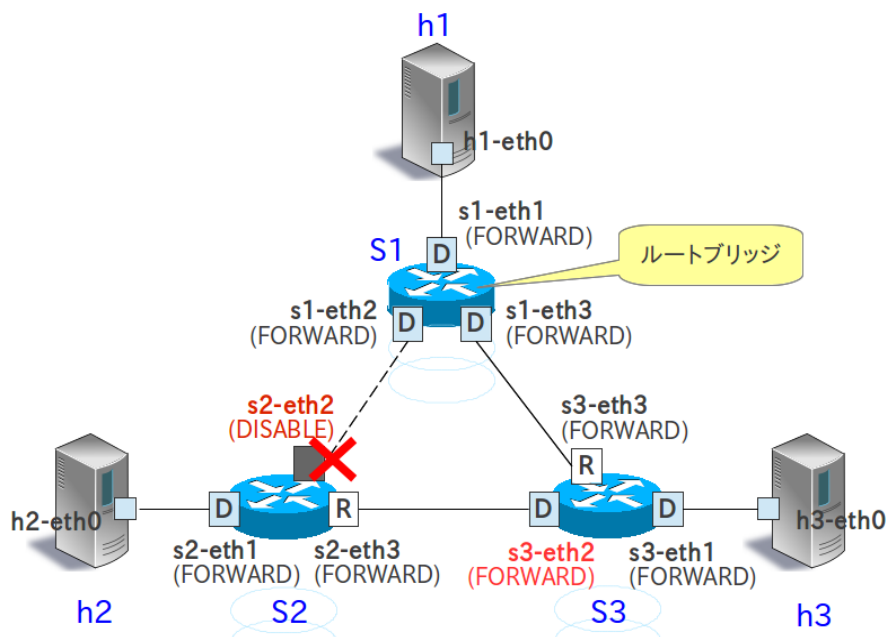 h1
h1-eth0
s1-eth1
(FORWARD)
S1
D
ルートブリッジ
s1-eth2
(FORWARD)
D
D
s1-eth3
(FORWARD)
s2-eth2
(DISABLE)
s3-eth3
(FORWARD)
R
h2-eth0
D
R
D
D
h3-eth0
s2-eth1
(FORWARD)
s2-eth3
(FORWARD)
s3-eth2
(FORWARD)
s3-eth1
(FORWARD)
h2
S2
S3
h3